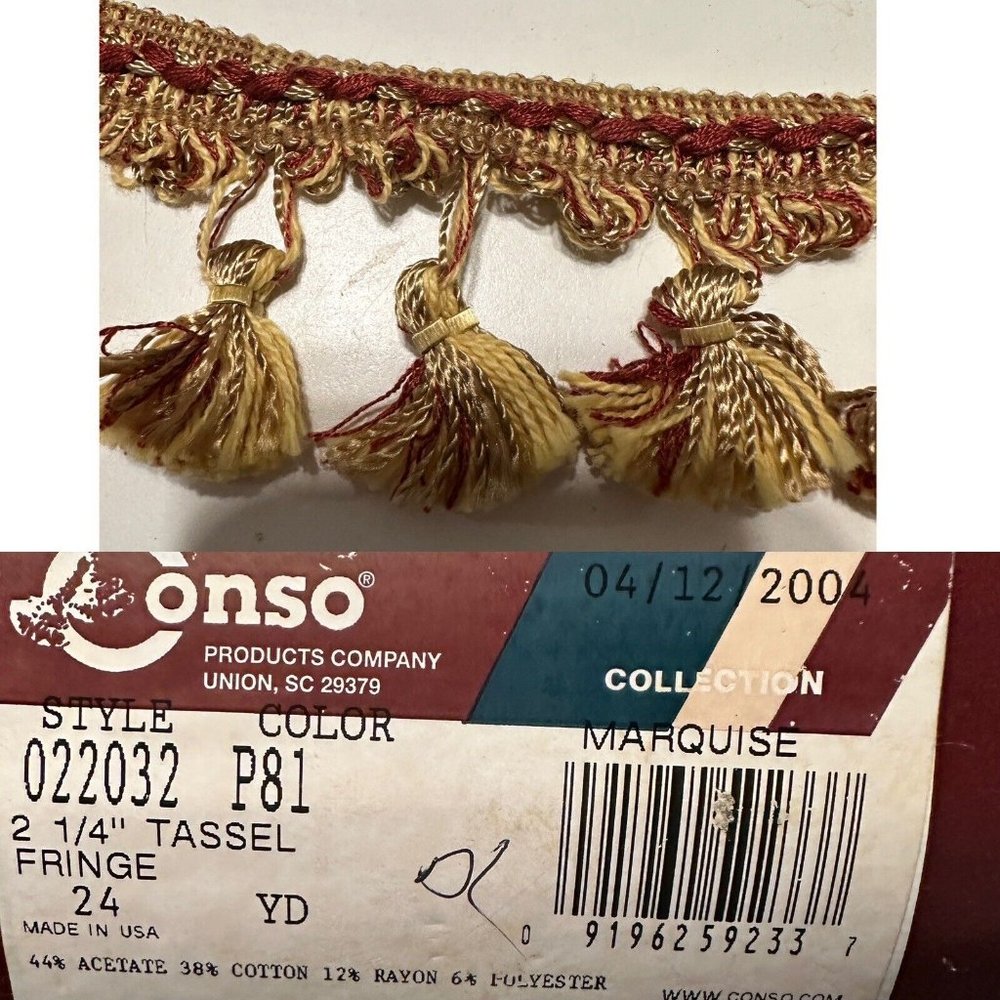 Conso®
PRODUCTS COMPANY
UNION, SC 29379
04/12/2004
COLLECTION
MARQUISE
STYLE COLOR
022032 P81
2 1/4" TASSEL
FRINGE
24 YD
MADE IN USA
44% ACETATE 38% COTTON 12% RAYON 6% POLYESTER
0 9196259233 7
WWW.CONSO.COM